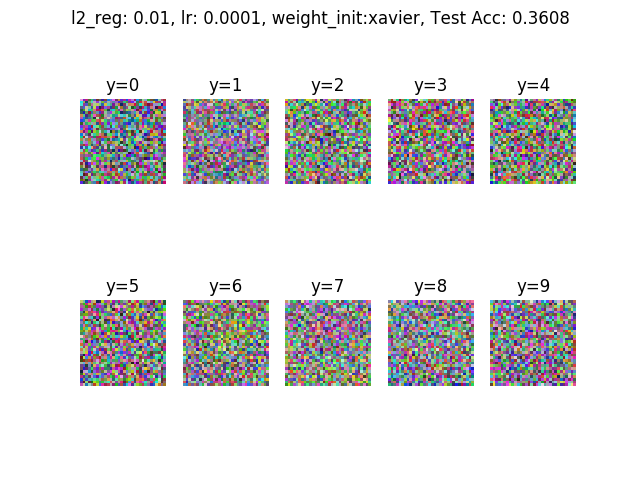 l2_reg: 0.01, lr: 0.0001, weight_init:xavier, Test Acc: 0.3608
y=0 y=1 y=2 y=3 y=4
y=5 y=6 y=7 y=8 y=9